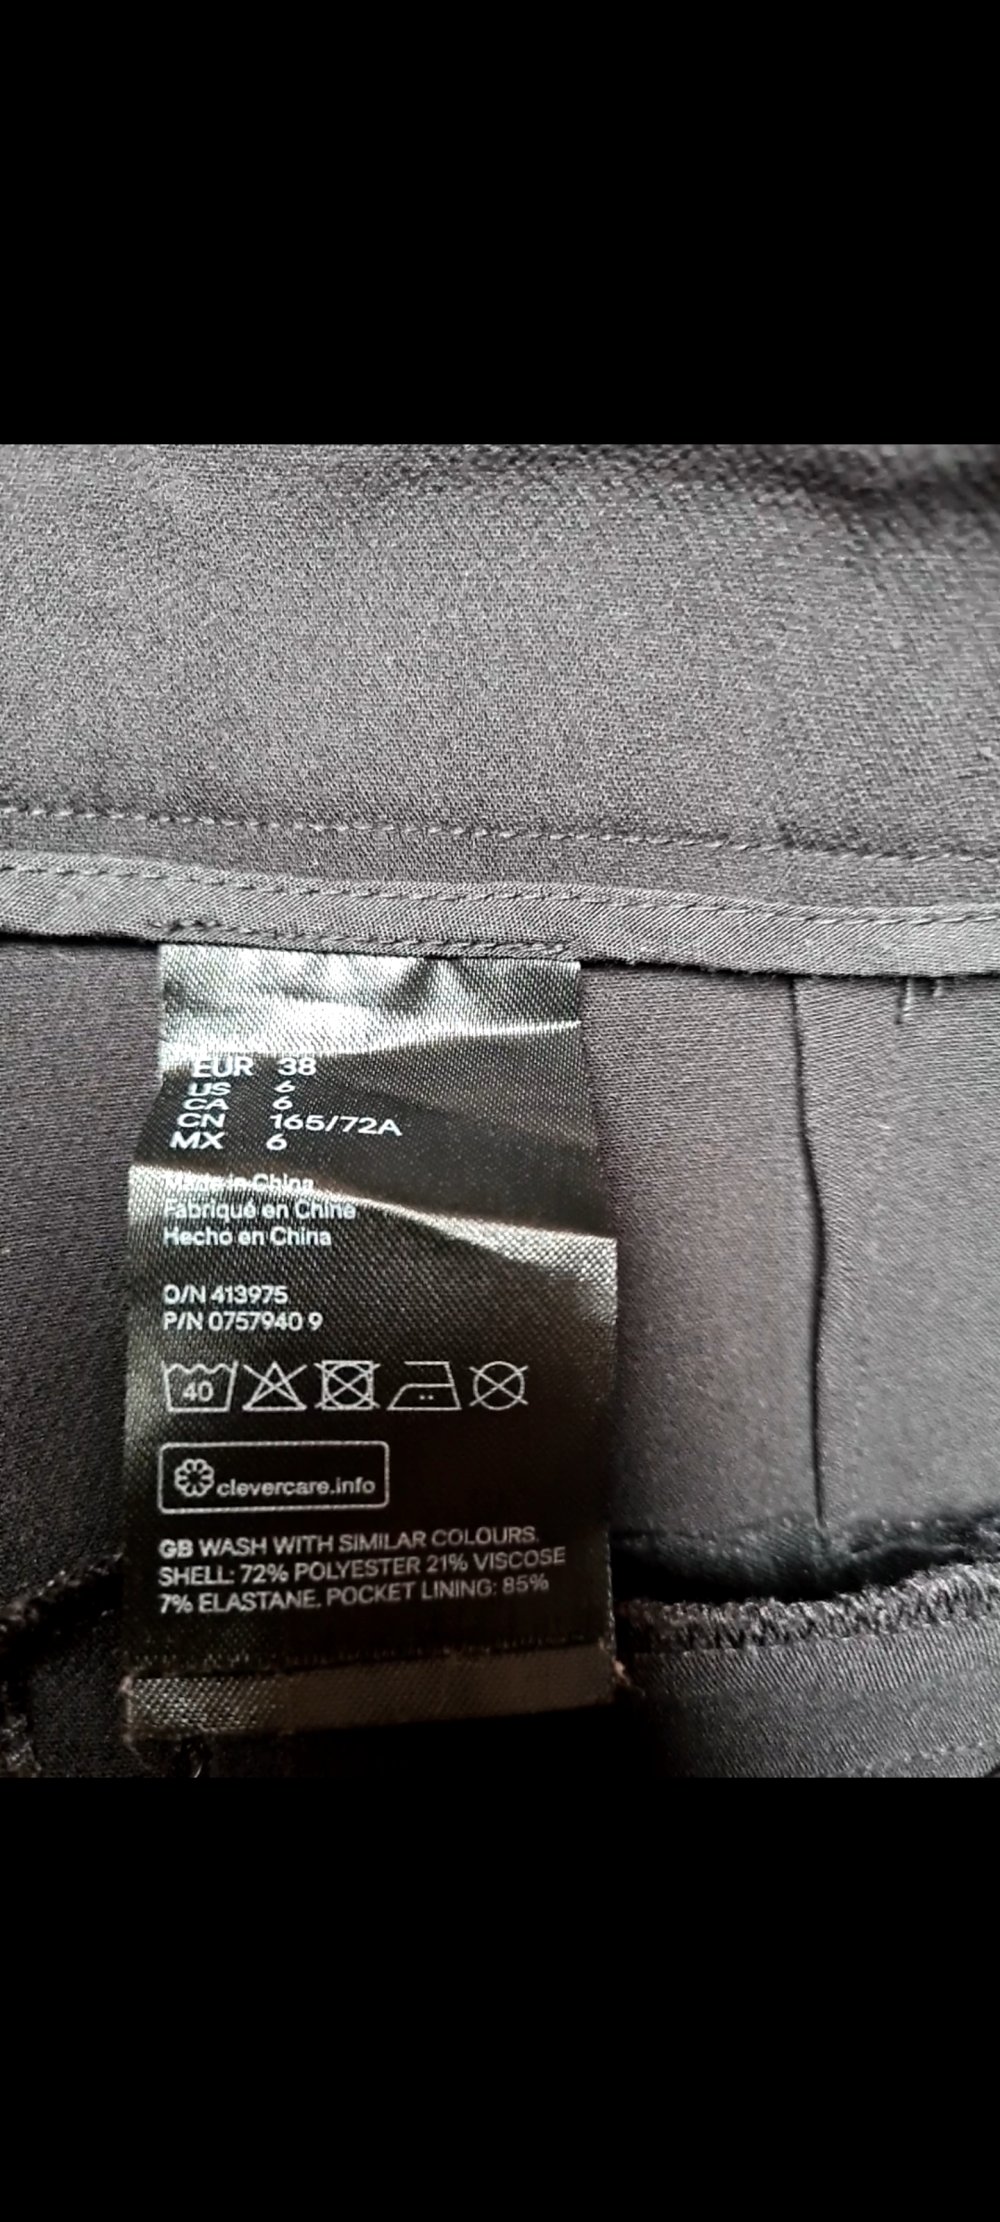 EUR 38
US 6
CA 6
CN 165/72A
MX 6
Made in China
Fabriqué en Chine
Hecho en China
O/N 413975
P/N 0757940 9
40
clevercare.info
GB WASH WITH SIMILAR COLOURS.
SHELL: 72% POLYESTER 21% VISCOSE
7% ELASTANE. POCKET LINING: 85%